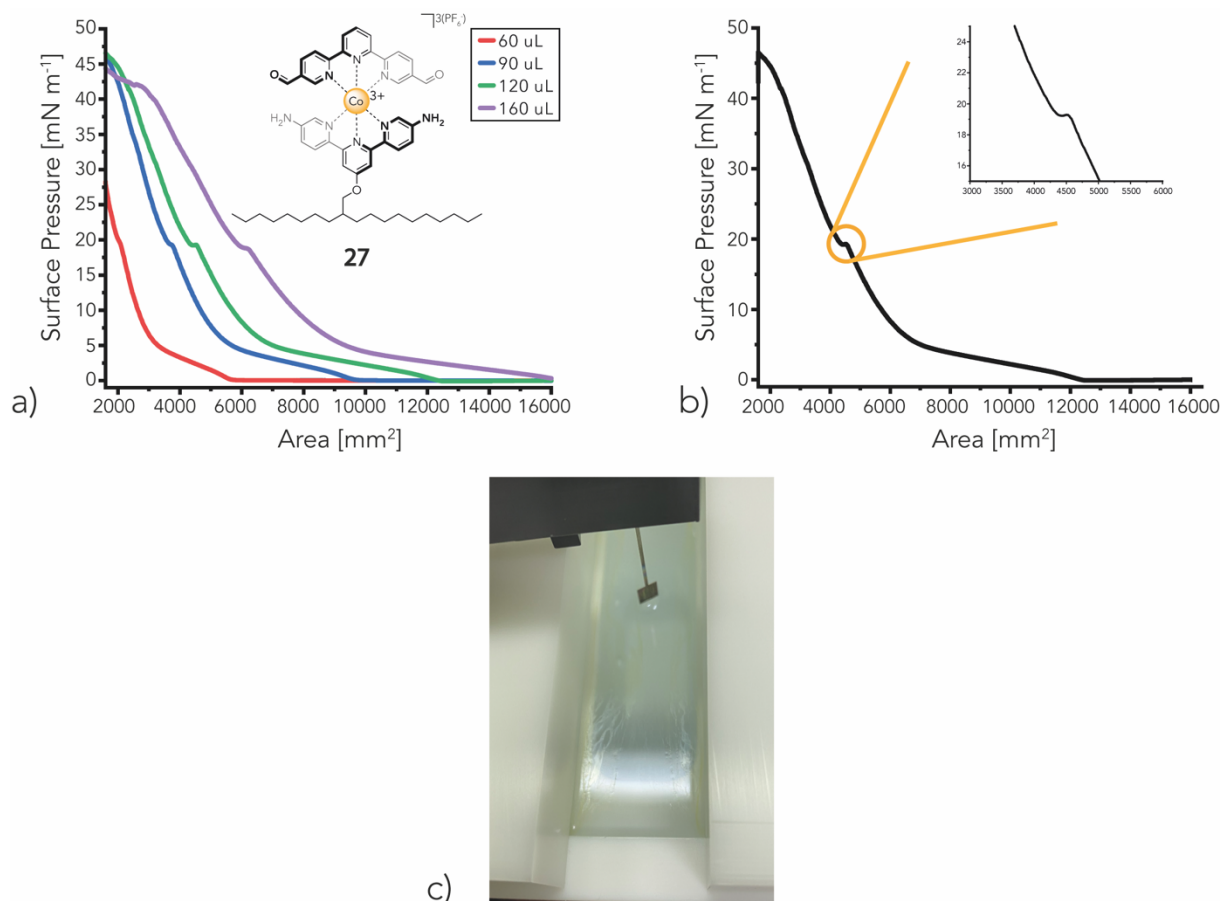 50
45
40
35
30
25
20
15
10
5
0
Surface Pressure [mN m-1]
2000 4000 6000 8000 10000 12000 14000 16000
Area [mm2]
a)
3(PF6-)
N
N N
O O
Co 3+
NH2 NH2
N N
N
O
27
60 uL
90 uL
120 uL
160 uL
50
40
30
20
10
0
Surface Pressure [mN m-1]
2000 4000 6000 8000 10000 12000 14000 16000
Area [mm2]
b)
24
22
20
18
16
3000 3500 4000 4500 5000 5500 6000
c)